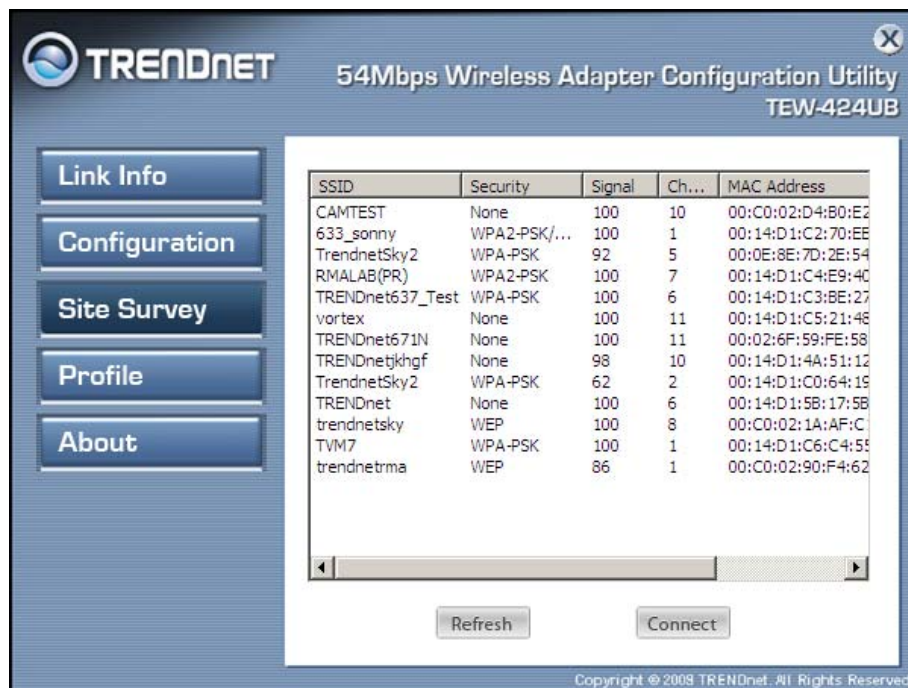 TRENDNET
54Mbps Wireless Adapter Configuration Utility
TEW-424UB
Link Info
Configuration
Site Survey
Profile
About
SSID Security Signal Ch... MAC Address
CAMTEST None 100 10 00:C0:02:D4:B0:E2
633_sonny WPA2-PSK/... 100 1 00:14:D1:C2:70:EE
TrendnetSky2 WPA-PSK 92 5 00:0E:8E:7D:2E:54
RMALAB(PR) WPA2-PSK 100 7 00:14:D1:C4:E9:40
TRENDnet637_Test WPA-PSK 100 6 00:14:D1:C3:BE:27
vortex None 100 11 00:14:D1:C5:21:48
TRENDnet671N None 100 11 00:02:6F:59:FE:58
TRENDnetjkhgf None 98 10 00:14:D1:4A:51:12
TrendnetSky2 WPA-PSK 62 2 00:14:D1:C0:64:19
TRENDnet None 100 6 00:14:D1:5B:17:5B
trendnetsky WEP 100 8 00:C0:02:1A:AF:C
TVM7 WPA-PSK 100 1 00:14:D1:C6:C4:55
trendnetrma WEP 86 1 00:C0:02:90:F4:62
Refresh Connect
Copyright © 2009 TRENDnet. All Rights Reserved